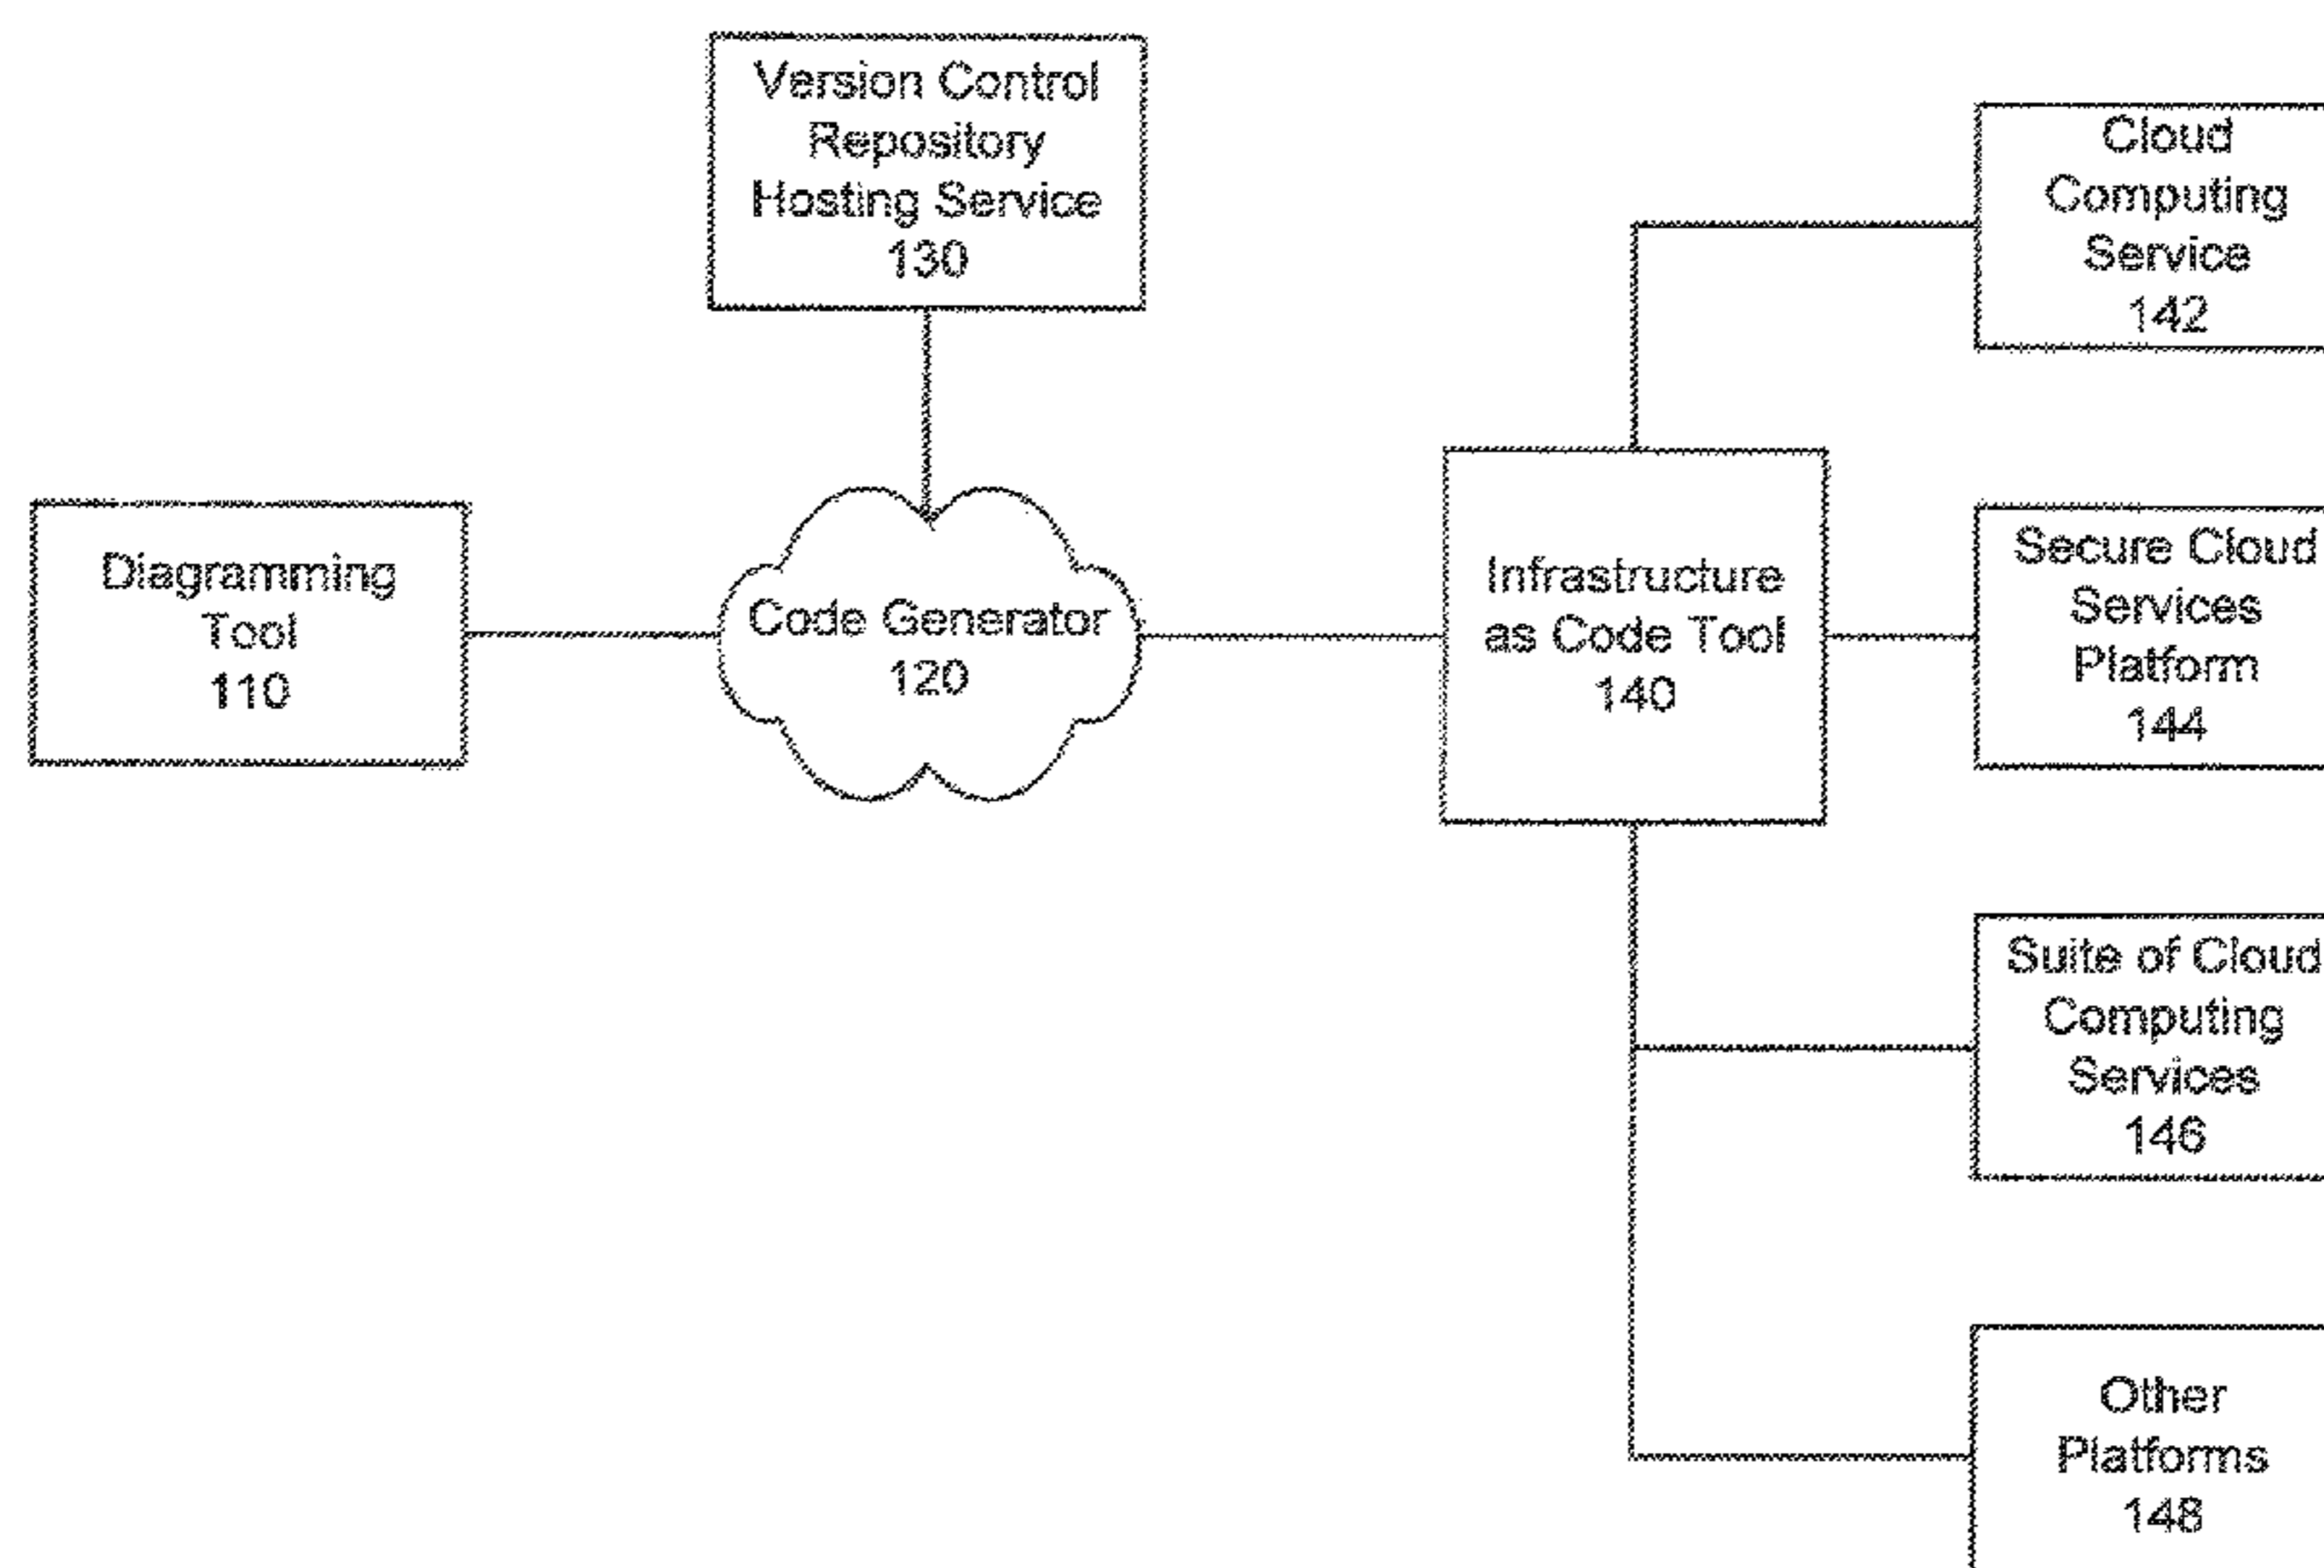 Version Control
Repository
Hosting Service
130
Cloud
Computing
Service
142
Diagramming
Tool
110
Code Generator
120
Infrastructure
as Code Tool
140
Secure Cloud
Services
Platform
144
Suite of Cloud
Computing
Services
146
Other
Platforms
148